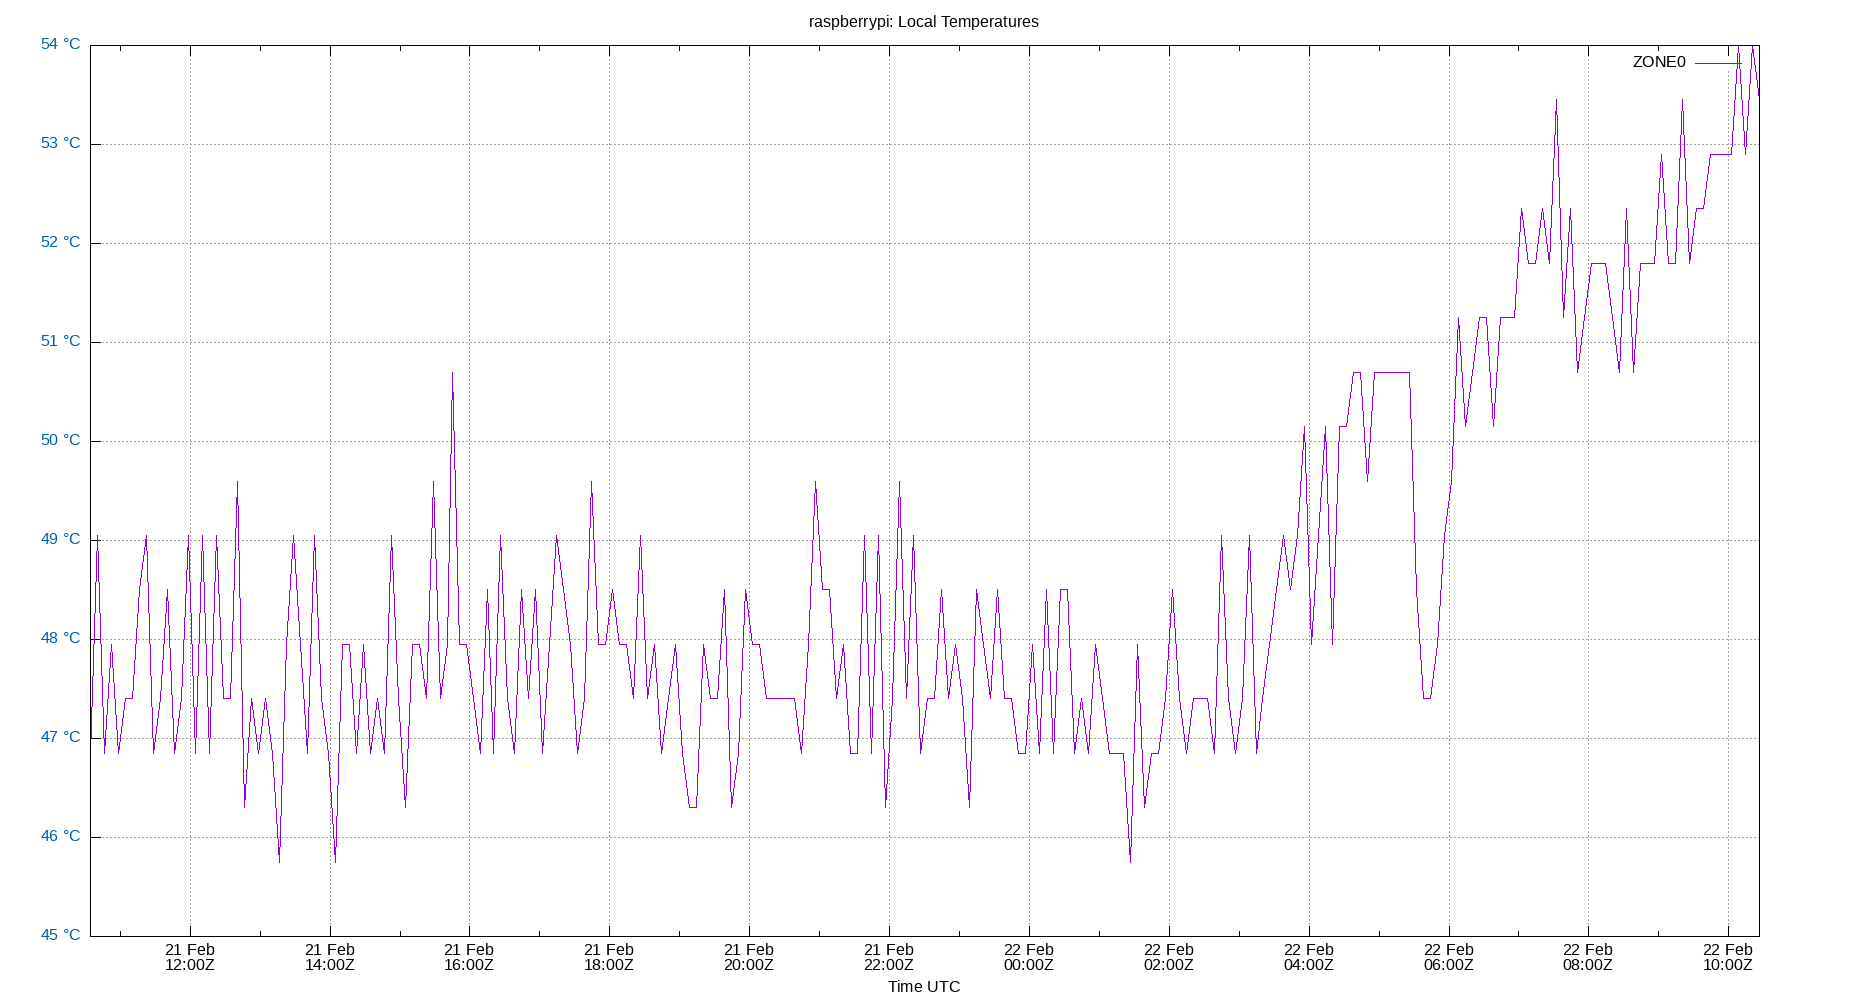 raspberrypi: Local Temperatures
54 °C
ZONE0
53 °C
52 °C
51 °C
50 °C
49 °C
48 °C
47 °C
46 °C
45 °C
21 Feb 21 Feb 21 Feb 21 Feb 21 Feb 21 Feb 22 Feb 22 Feb 22 Feb 22 Feb 22 Feb 22 Feb
12:00Z 14:00Z 16:00Z 18:00Z 20:00Z 22:00Z 00:00Z 02:00Z 04:00Z 06:00Z 08:00Z 10:00Z
Time UTC